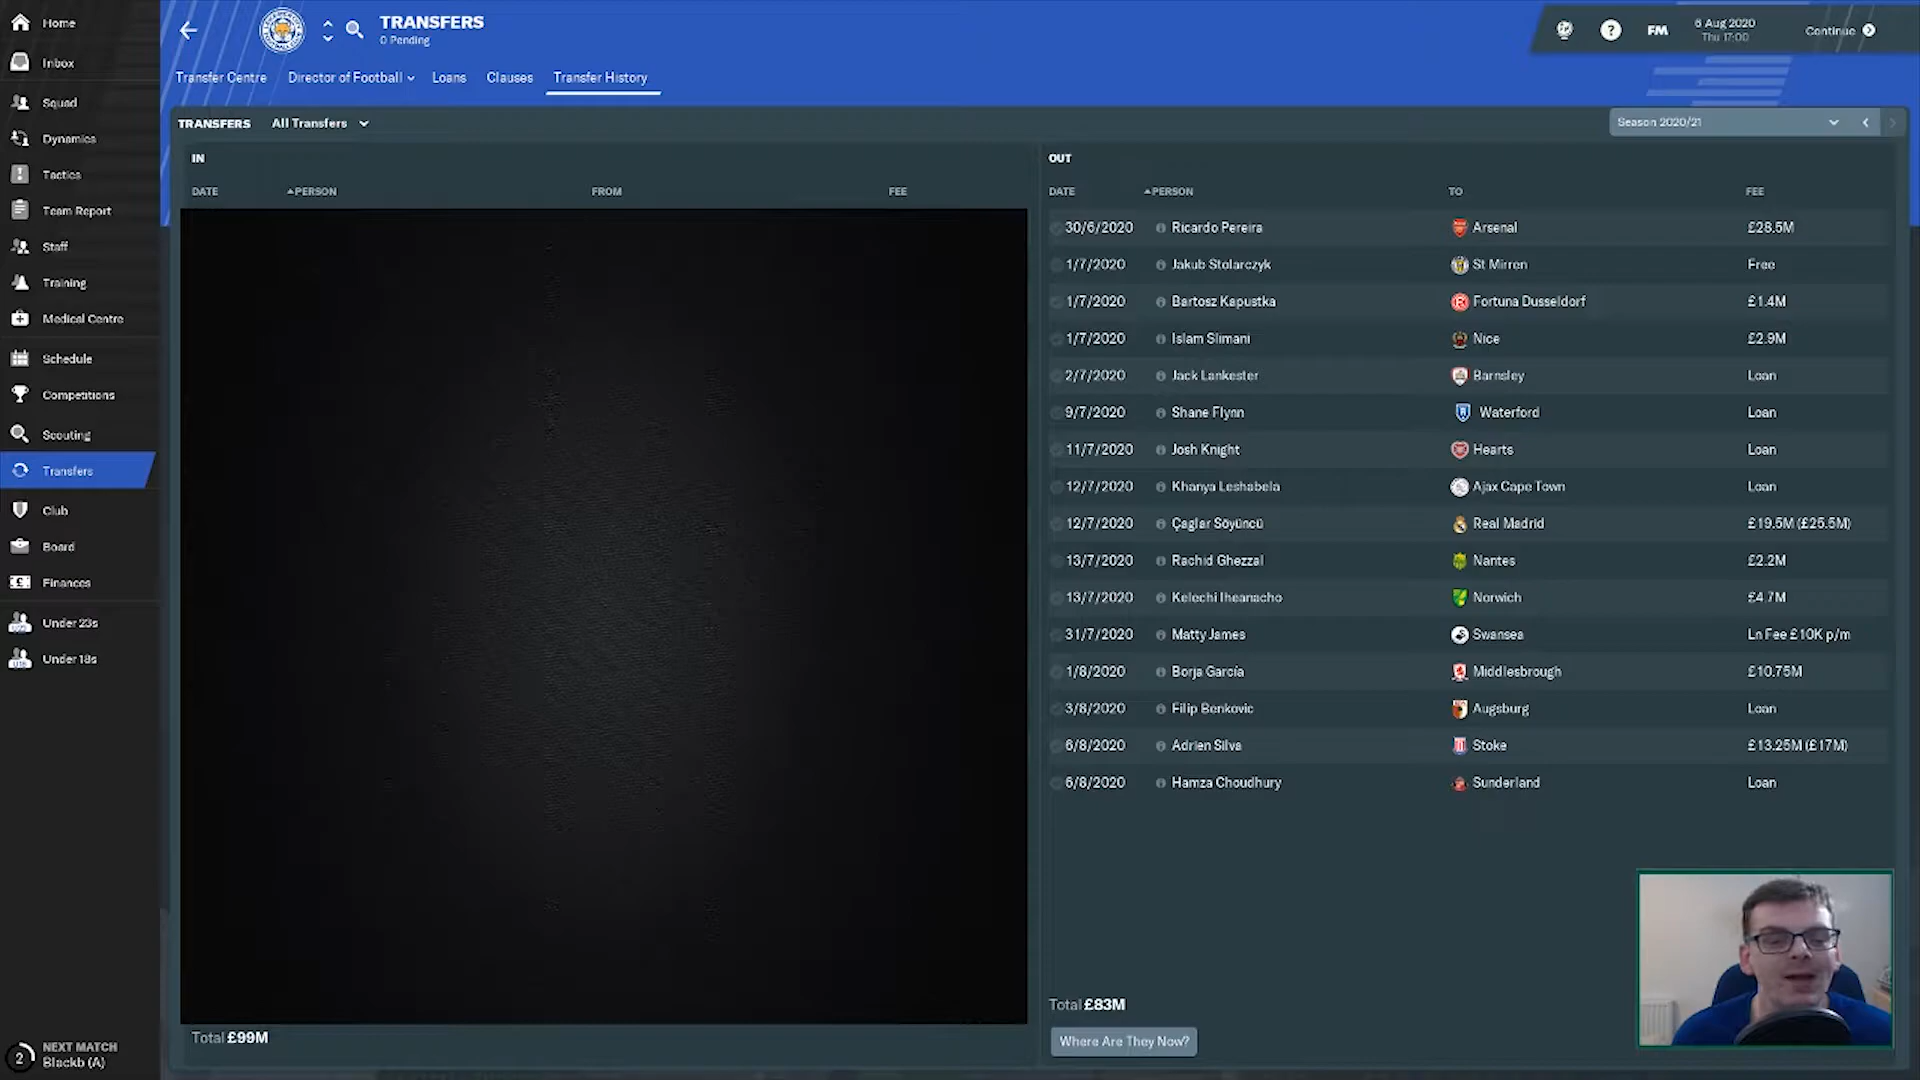 Home
Inbox
Squad
Dynamics
Tactics
Team Report
Staff
Training
Medical Centre
Schedule
Competitions
Scouting
Transfers
Club
Board
Finances
Under 23s
Under 18s
2 NEXT MATCH
Blackb (A)
TRANSFERS
0 Pending
FM
6 Aug 2020
Thu 17:00
Continue
Transfer Centre Director of Football Loans Clauses Transfer History
TRANSFERS All Transfers
Season 2020/21
IN
DATE PERSON FROM FEE
Total £99M
OUT
DATE PERSON TO FEE
30/6/2020 Ricardo Pereira Arsenal £28.5M
1/7/2020 Jakub Stolarczyk St Mirren Free
1/7/2020 Bartosz Kapustka Fortuna Dusseldorf £1.4M
1/7/2020 Islam Slimani Nice £2.9M
2/7/2020 Jack Lankester Barnsley Loan
9/7/2020 Shane Flynn Waterford Loan
11/7/2020 Josh Knight Hearts Loan
12/7/2020 Khanya Leshabela Ajax Cape Town Loan
12/7/2020 Çaglar Söyüncü Real Madrid £19.5M (£25.5M)
13/7/2020 Rachid Ghezzal Nantes £2.2M
13/7/2020 Kelechi Iheanacho Norwich £4.7M
31/7/2020 Matty James Swansea Ln Fee £10K p/m
1/8/2020 Borja García Middlesbrough £10.75M
3/8/2020 Filip Benkovic Augsburg Loan
6/8/2020 Adrien Silva Stoke £13.25M (£17M)
6/8/2020 Hamza Choudhury Sunderland Loan
Total £83M
Where Are They Now?